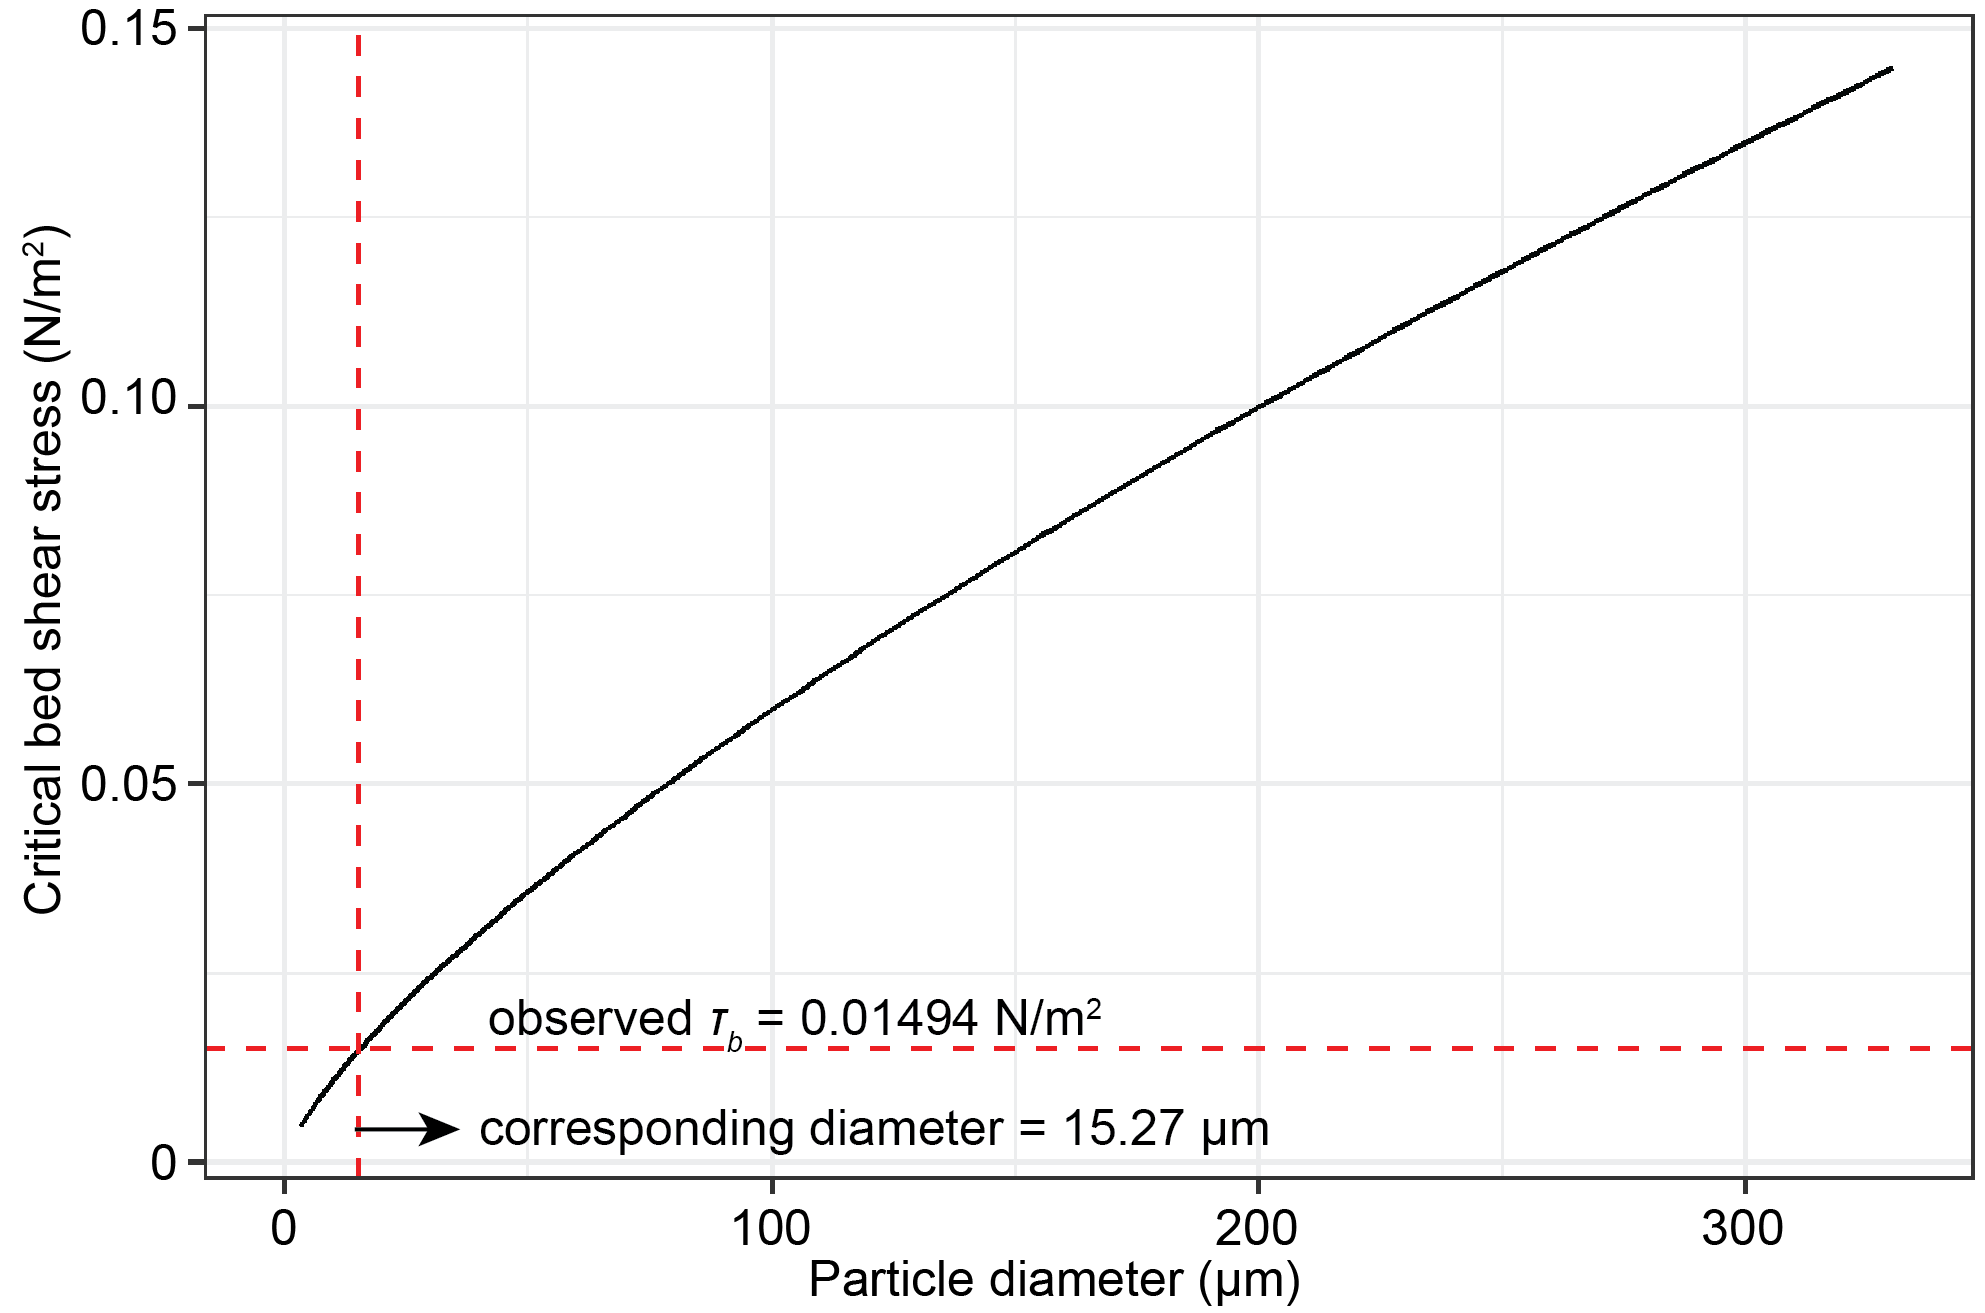 0.15
0.10
0.05
0
Critical bed shear stress (N/m²)
observed τb = 0.01494 N/m²
corresponding diameter = 15.27 µm
0 100 200 300
Particle diameter (µm)